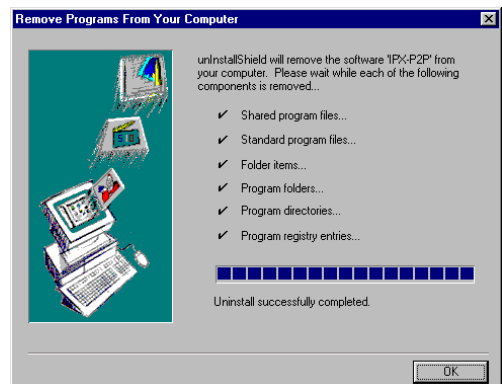 Remove Programs From Your Computer
unInstallShield will remove the software 'IPX-P2P' from
your computer. Please wait while each of the following
components is removed...
✔ Shared program files...
✔ Standard program files...
✔ Folder items...
✔ Program folders...
✔ Program directories...
✔ Program registry entries...
Uninstall successfully completed.
OK